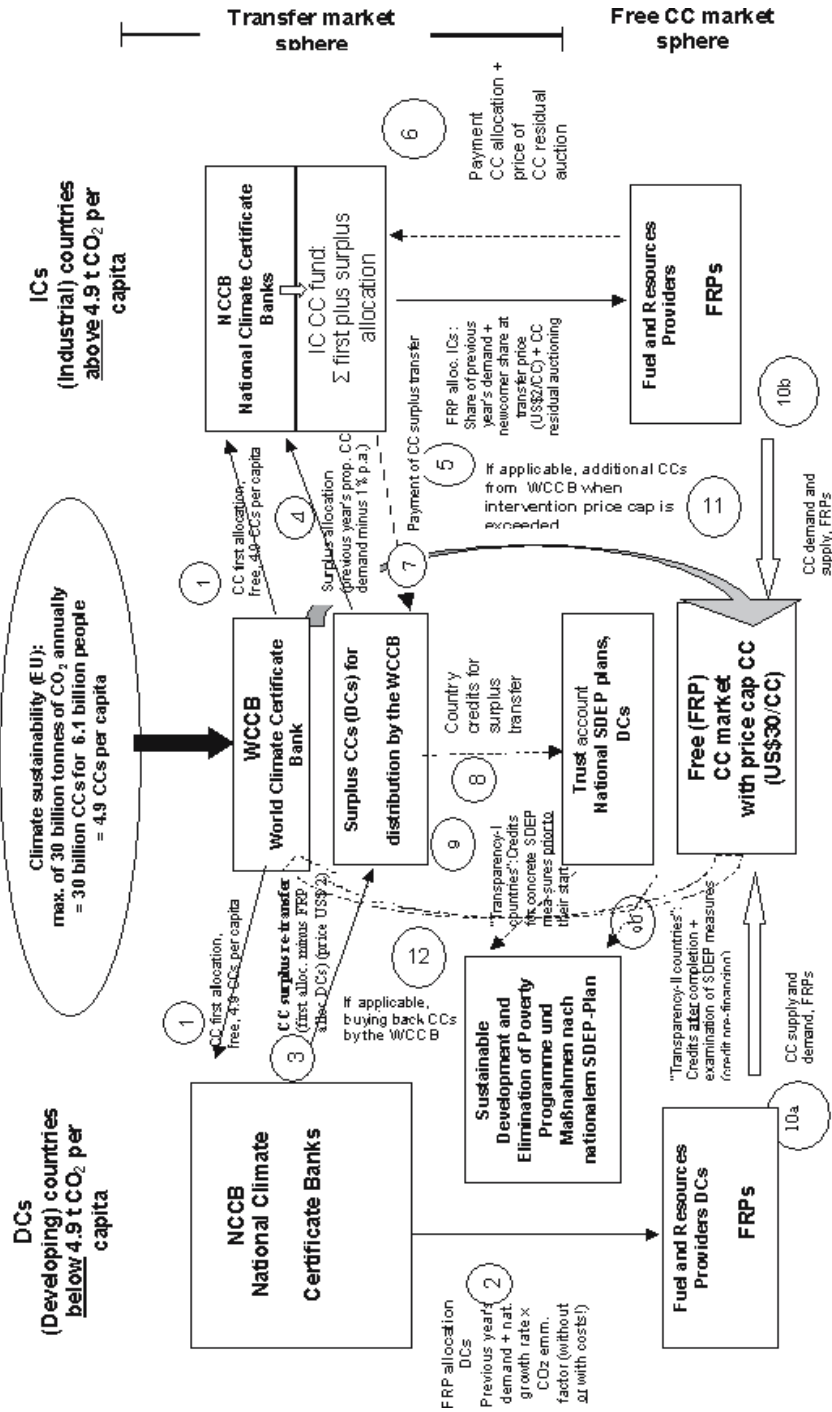 Climate sustainability (EU):
max. of 30 billion tonnes of CO₂ annually
= 30 billion CCs for 6.1 billion people
= 4.9 CCs per capita
DCs
(Developing) countries
below 4.9 t CO₂ per
capita
ICs
(Industrial) countries
above 4.9 t CO₂ per
capita
Transfer market
sphere
Free CC market
sphere
NCCB
National Climate
Certificate Banks
1
CC first allocation,
free, 4.9 CCs per capita
WCCB
World Climate Certificate
Bank
1
CC first allocation,
free, 4.9 CCs per capita
NCCB
National Climate Certificate
Banks
IC CC fund:
Σ first plus surplus
allocation
3
CC surplus re-transfer
(first alloc. minus FRP
alloc.DCs) (price US$ 2)
Surplus CCs (DCs) for
distribution by the WCCB
4
Surplus allocation
(previous year's prop. CC
demand minus 1% p.a.)
7
Payment of CC surplus transfer
12
If applicable,
buying back CCs
by the WCCB
9
8
Country
credits for
surplus
transfer
5
FRP alloc. ICs:
Share of previous
year's demand +
newcomer share at
transfer price
(US$2/CC) + CC
residual auctioning
6
Payment
CC allocation +
price of
CC residual
auction
If applicable, additional CCs
from WCCB when
intervention price cap is
exceeded
11
2
FRP allocation
DCs
Previous years
demand + nat.
growth rate x
CO2 emm.
factor (without
or with costs!)
Sustainable
Development and
Elimination of Poverty
Programme und
Maßnahmen nach
nationalem SDEP-Plan
"Transparency-I
countries": Credits
for concrete SDEP
mea-sures prior to
their start
Trust account
National SDEP plans,
DCs
9b
"Transparency-II countries":
Credits after completion +
examination of SDEP measures
(credit pre-financing)
Fuel and Resources
Providers DCs
FRPs
10a
CC supply and
demand, FRPs
Free (FRP)
CC market
with price cap CC
(US$30/CC)
10b
CC demand and
supply, FRPs
Fuel and Resources
Providers
FRPs